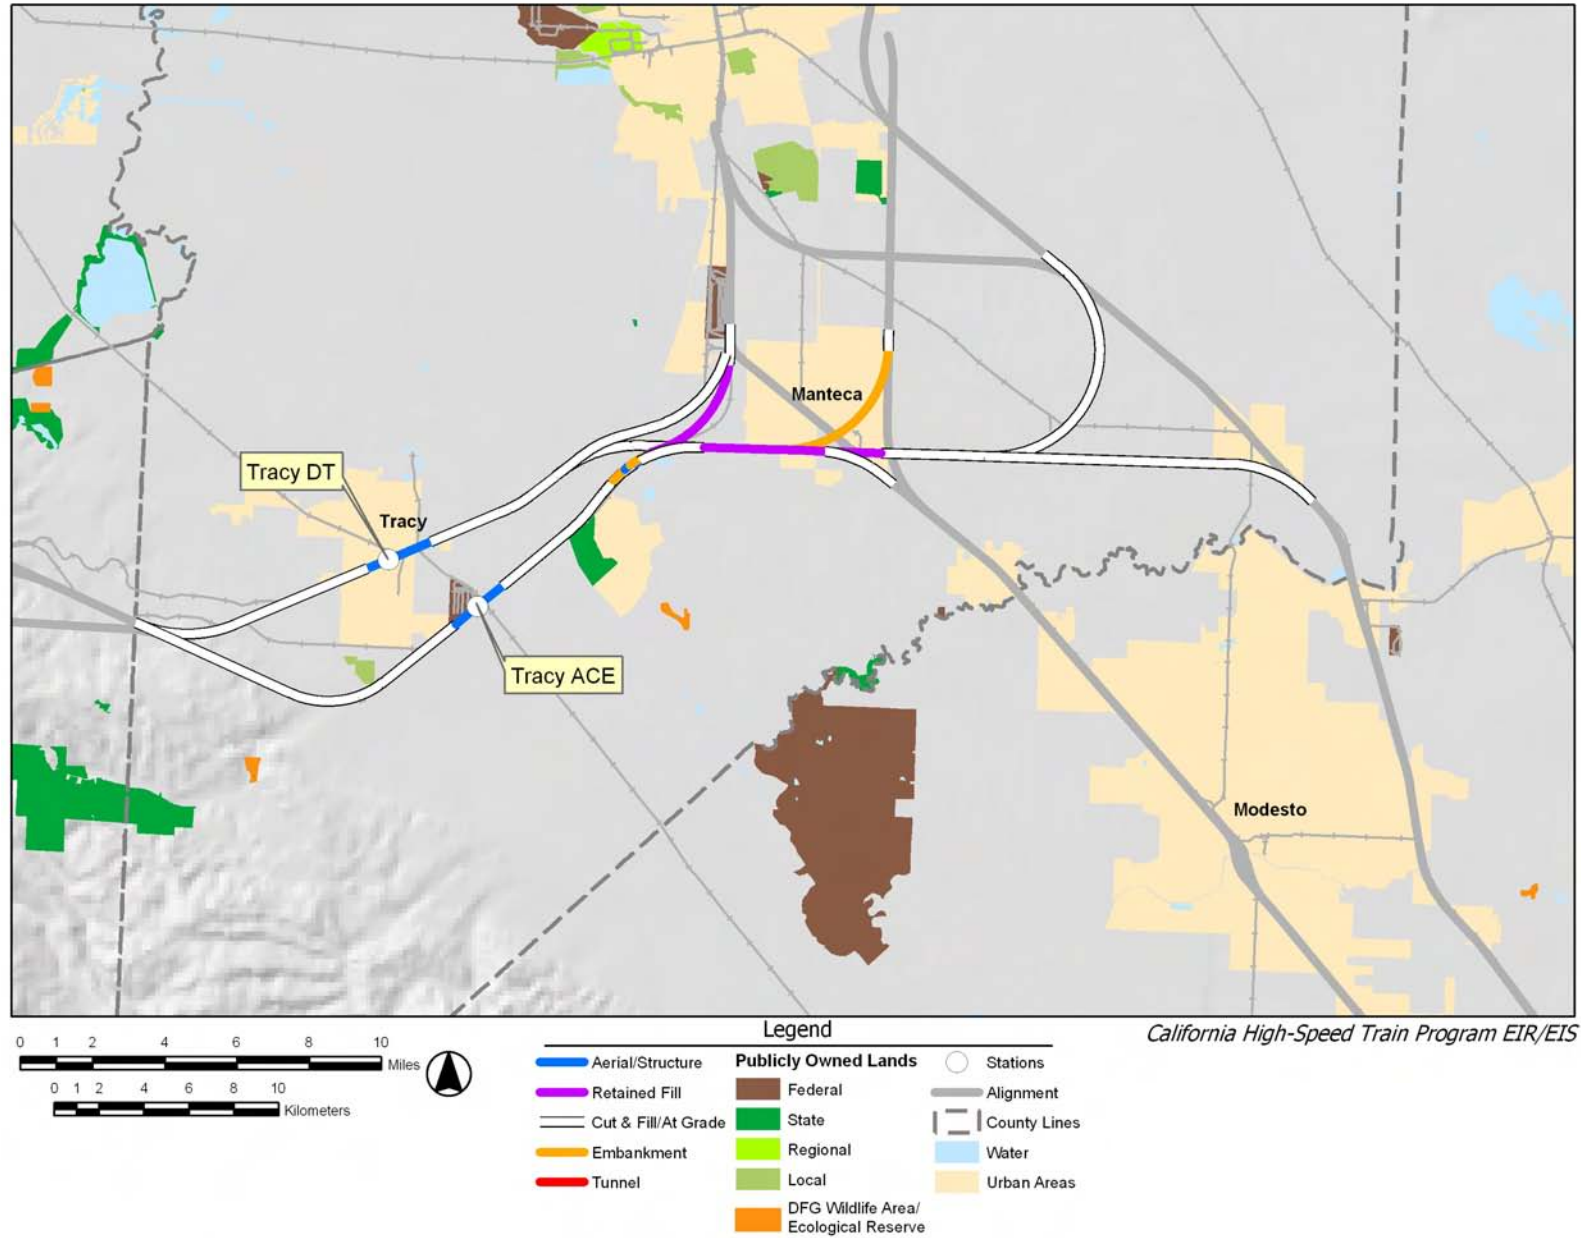 Manteca
Tracy DT
Tracy
Tracy ACE
Modesto
Legend
California High-Speed Train Program EIR/EIS
0 1 2 4 6 8 10
Miles
0 1 2 4 6 8 10
Kilometers
Aerial/Structure
Retained Fill
Cut & Fill/At Grade
Embankment
Tunnel
Publicly Owned Lands
Federal
State
Regional
Local
DFG Wildlife Area/
Ecological Reserve
Stations
Alignment
County Lines
Water
Urban Areas